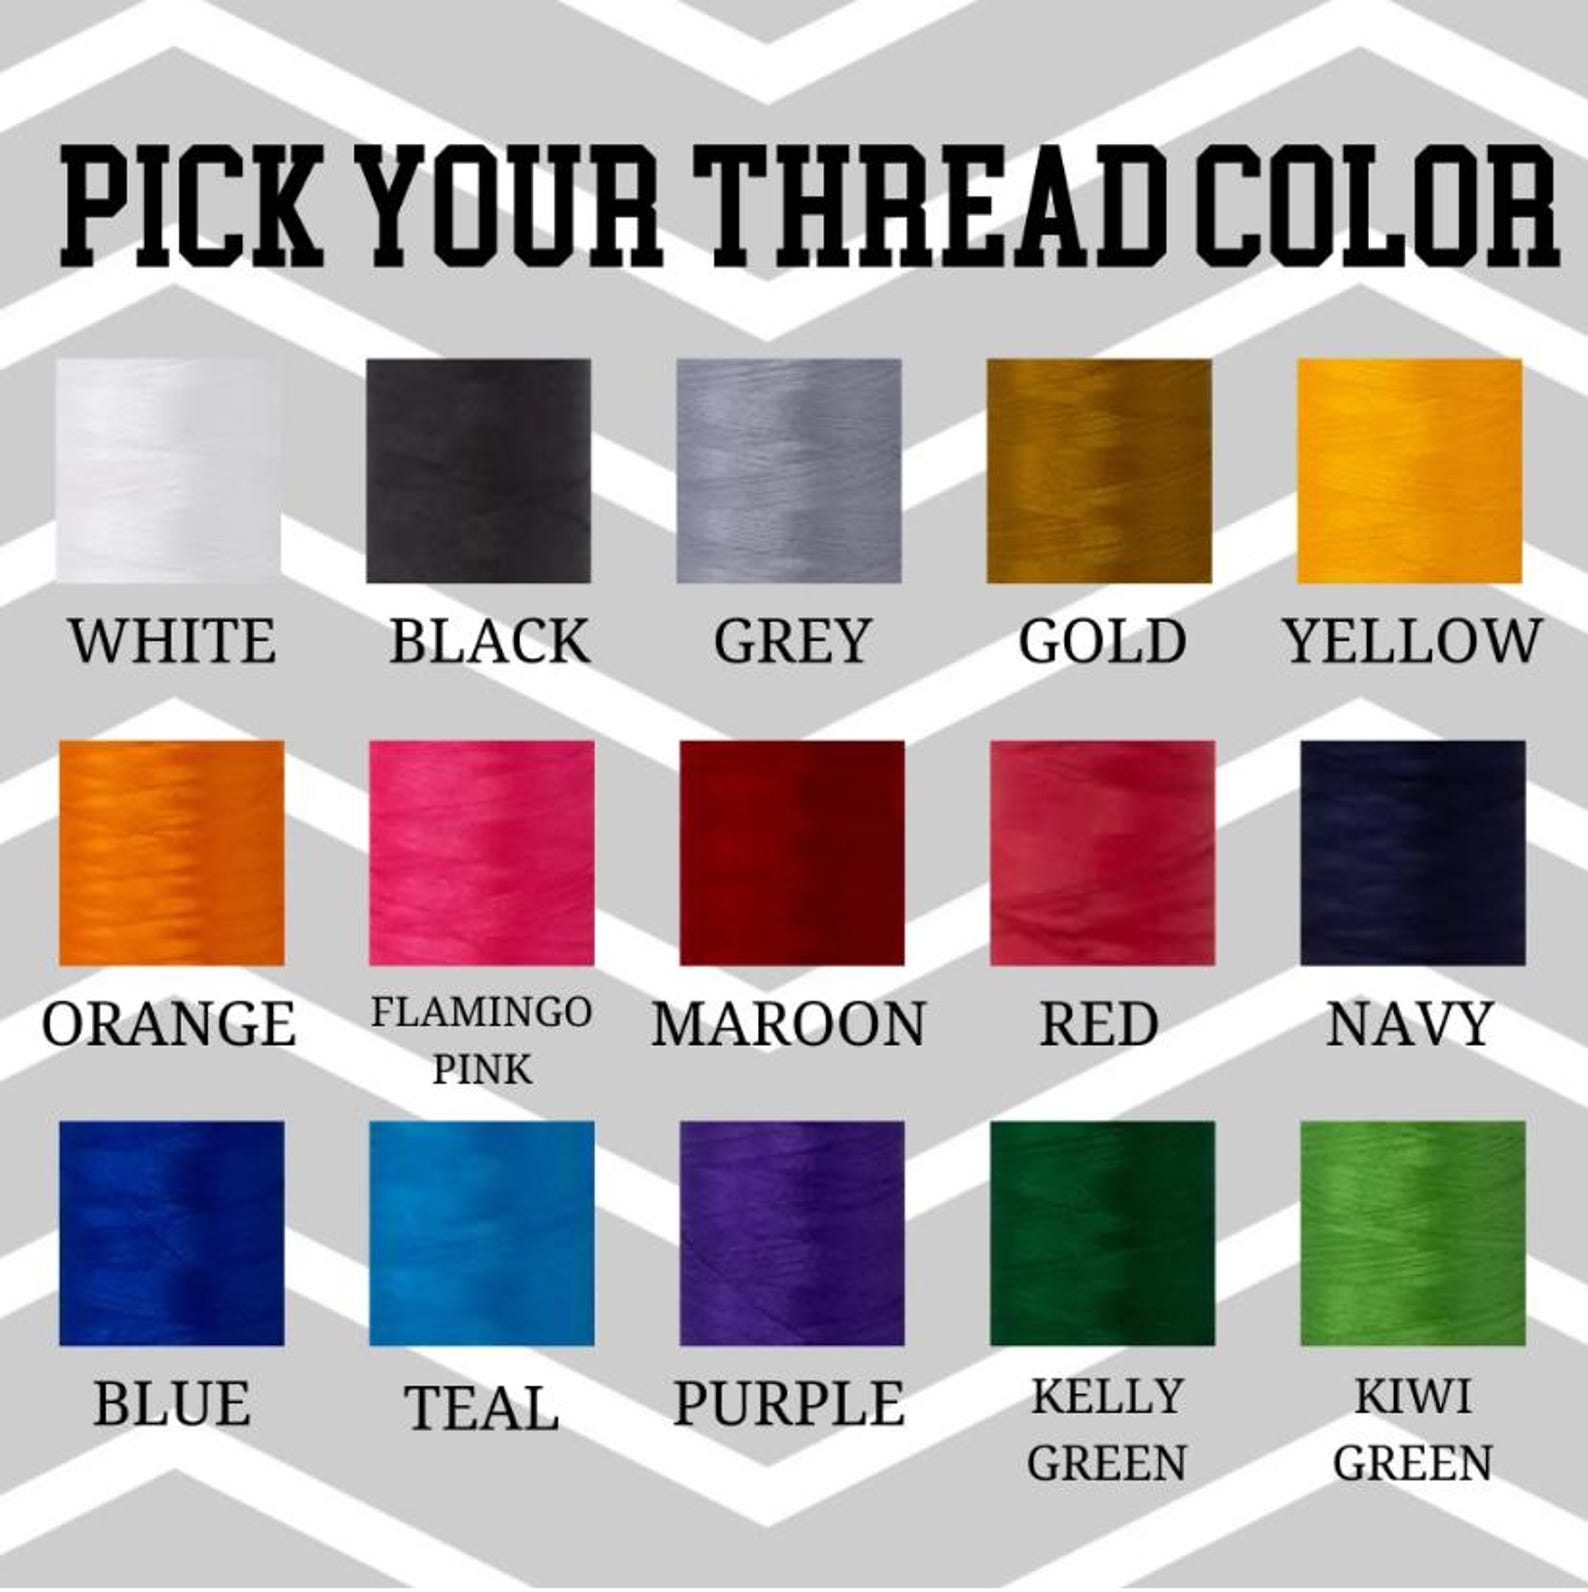 PICK YOUR THREAD COLOR
WHITE
BLACK
GREY
GOLD
YELLOW
ORANGE
FLAMINGO
PINK
MAROON
RED
NAVY
BLUE
TEAL
PURPLE
KELLY
GREEN
KIWI
GREEN